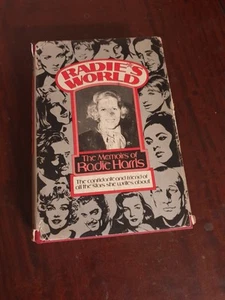 RADIE'S
WORLD
The Memoirs of
Radie Harris
The confidante and friend of
all the stars she writes about